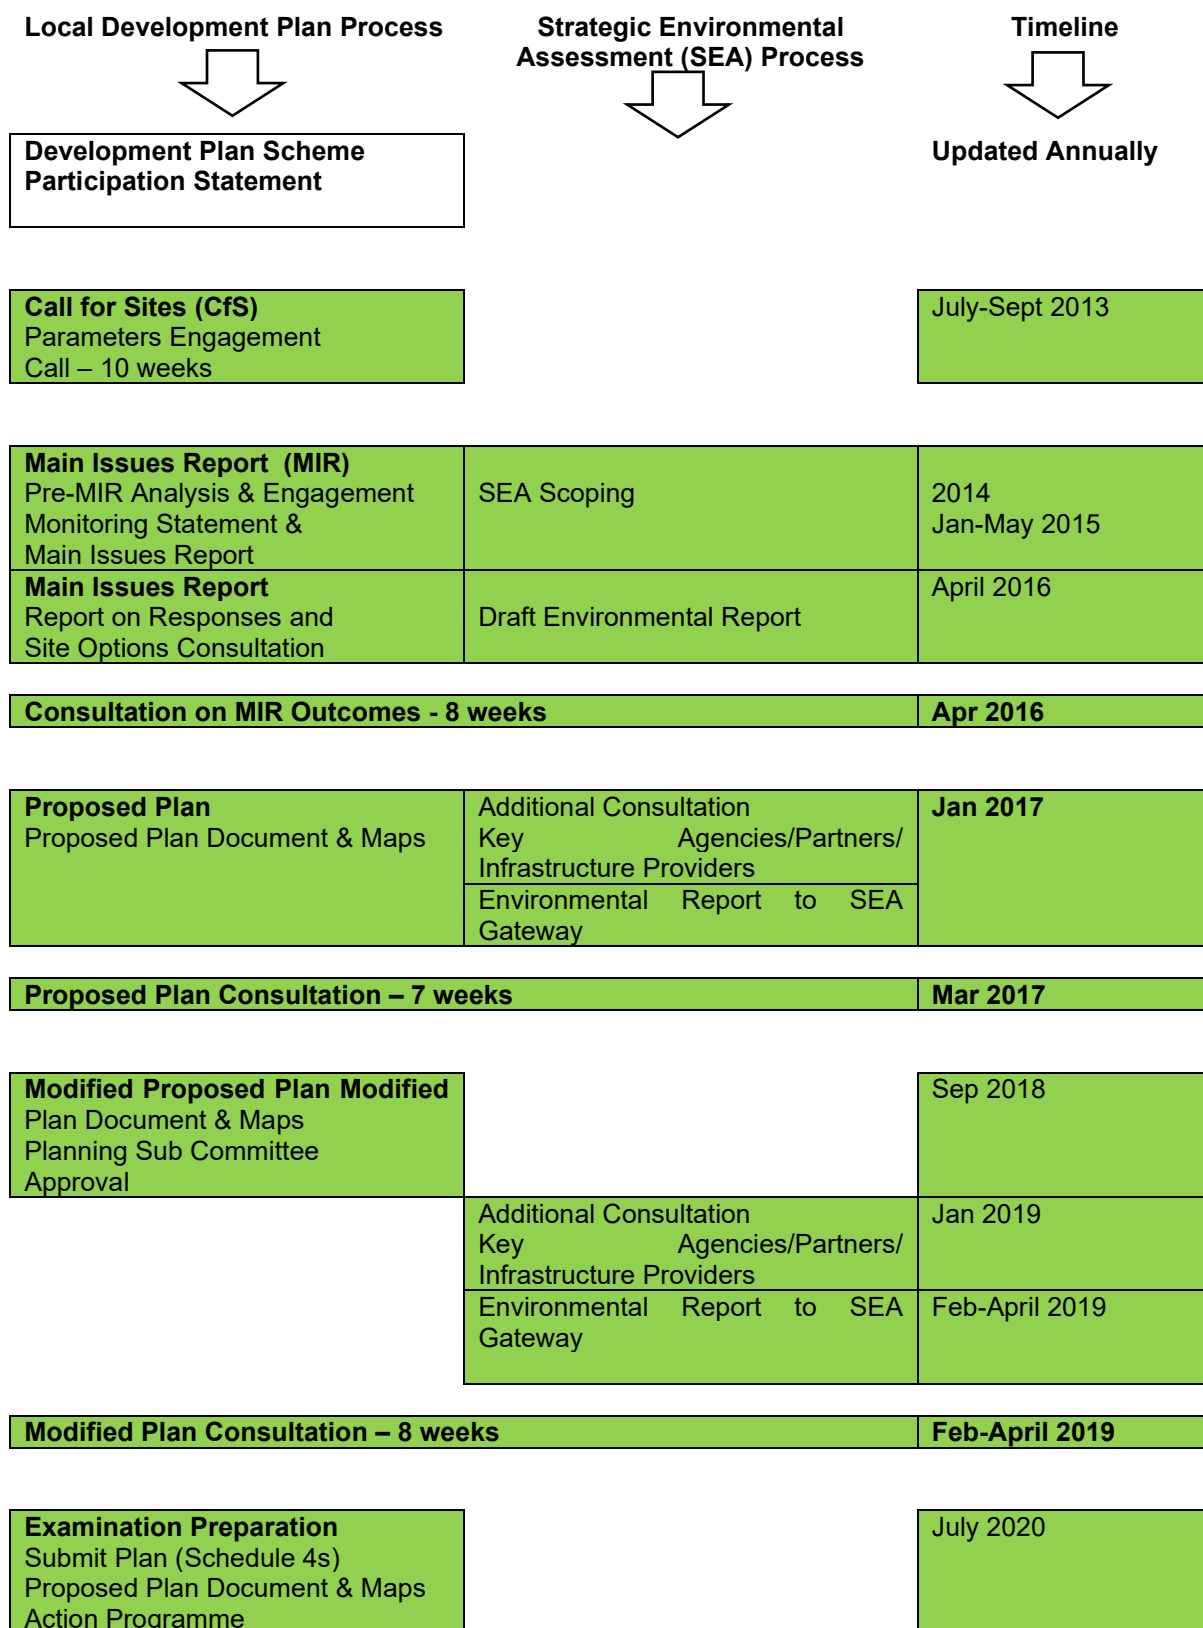 Local Development Plan Process
Strategic Environmental
Assessment (SEA) Process
Timeline
Development Plan Scheme
Participation Statement
Updated Annually
Call for Sites (CfS)
Parameters Engagement
Call – 10 weeks
July-Sept 2013
Main Issues Report (MIR)
Pre-MIR Analysis & Engagement
Monitoring Statement &
Main Issues Report
SEA Scoping
2014
Jan-May 2015
Main Issues Report
Report on Responses and
Site Options Consultation
Draft Environmental Report
April 2016
Consultation on MIR Outcomes - 8 weeks
Apr 2016
Proposed Plan
Proposed Plan Document & Maps
Additional Consultation
Key Agencies/Partners/
Infrastructure Providers
Environmental Report to SEA
Gateway
Jan 2017
Proposed Plan Consultation – 7 weeks
Mar 2017
Modified Proposed Plan Modified
Plan Document & Maps
Planning Sub Committee
Approval
Sep 2018
Additional Consultation
Key Agencies/Partners/
Infrastructure Providers
Jan 2019
Environmental Report to SEA
Gateway
Feb-April 2019
Modified Plan Consultation – 8 weeks
Feb-April 2019
Examination Preparation
Submit Plan (Schedule 4s)
Proposed Plan Document & Maps
Action Programme
July 2020